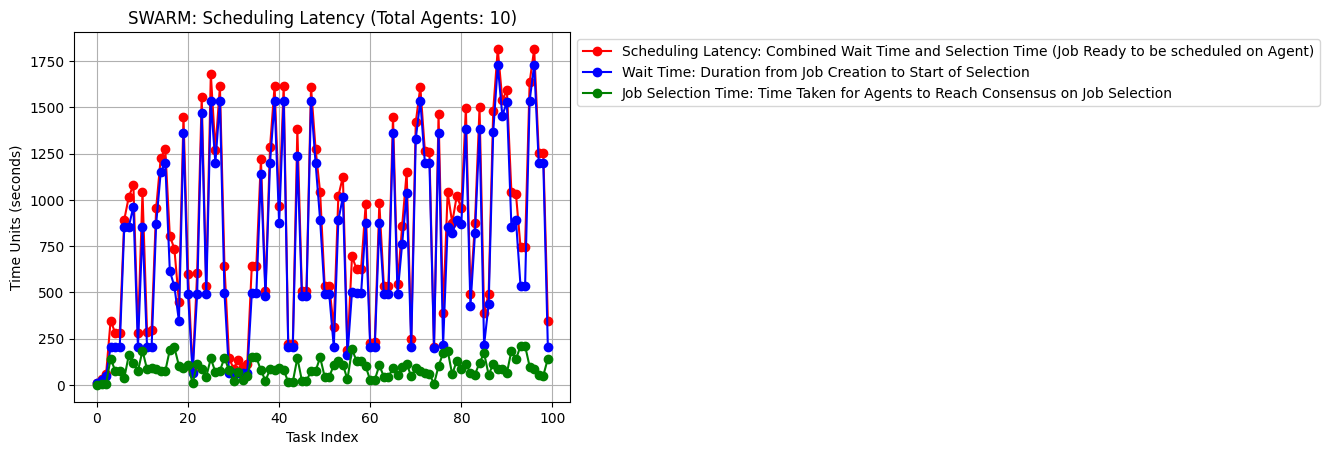 SWARM: Scheduling Latency (Total Agents: 10)
Scheduling Latency: Combined Wait Time and Selection Time (Job Ready to be scheduled on Agent)
Wait Time: Duration from Job Creation to Start of Selection
Job Selection Time: Time Taken for Agents to Reach Consensus on Job Selection
Time Units (seconds)
1750
1500
1250
1000
750
500
250
0
0 20 40 60 80 100
Task Index